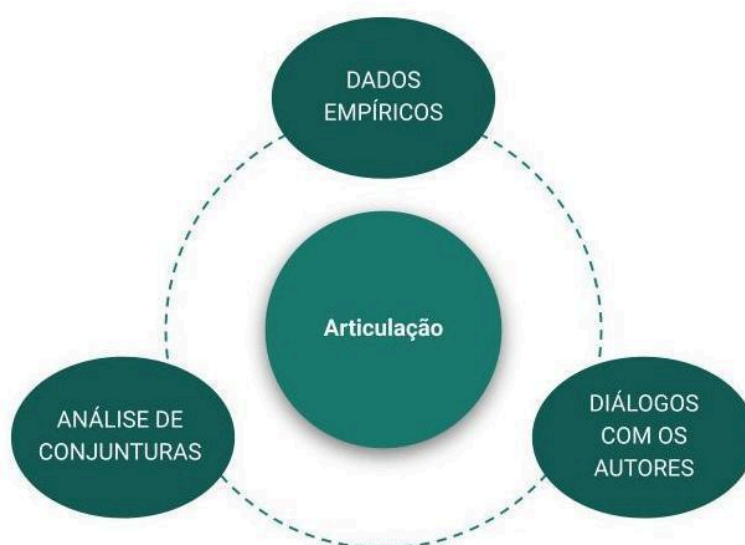 DADOS
EMPÍRICOS
Articulação
ANÁLISE DE
CONJUNTURAS
DIÁLOGOS
COM OS
AUTORES